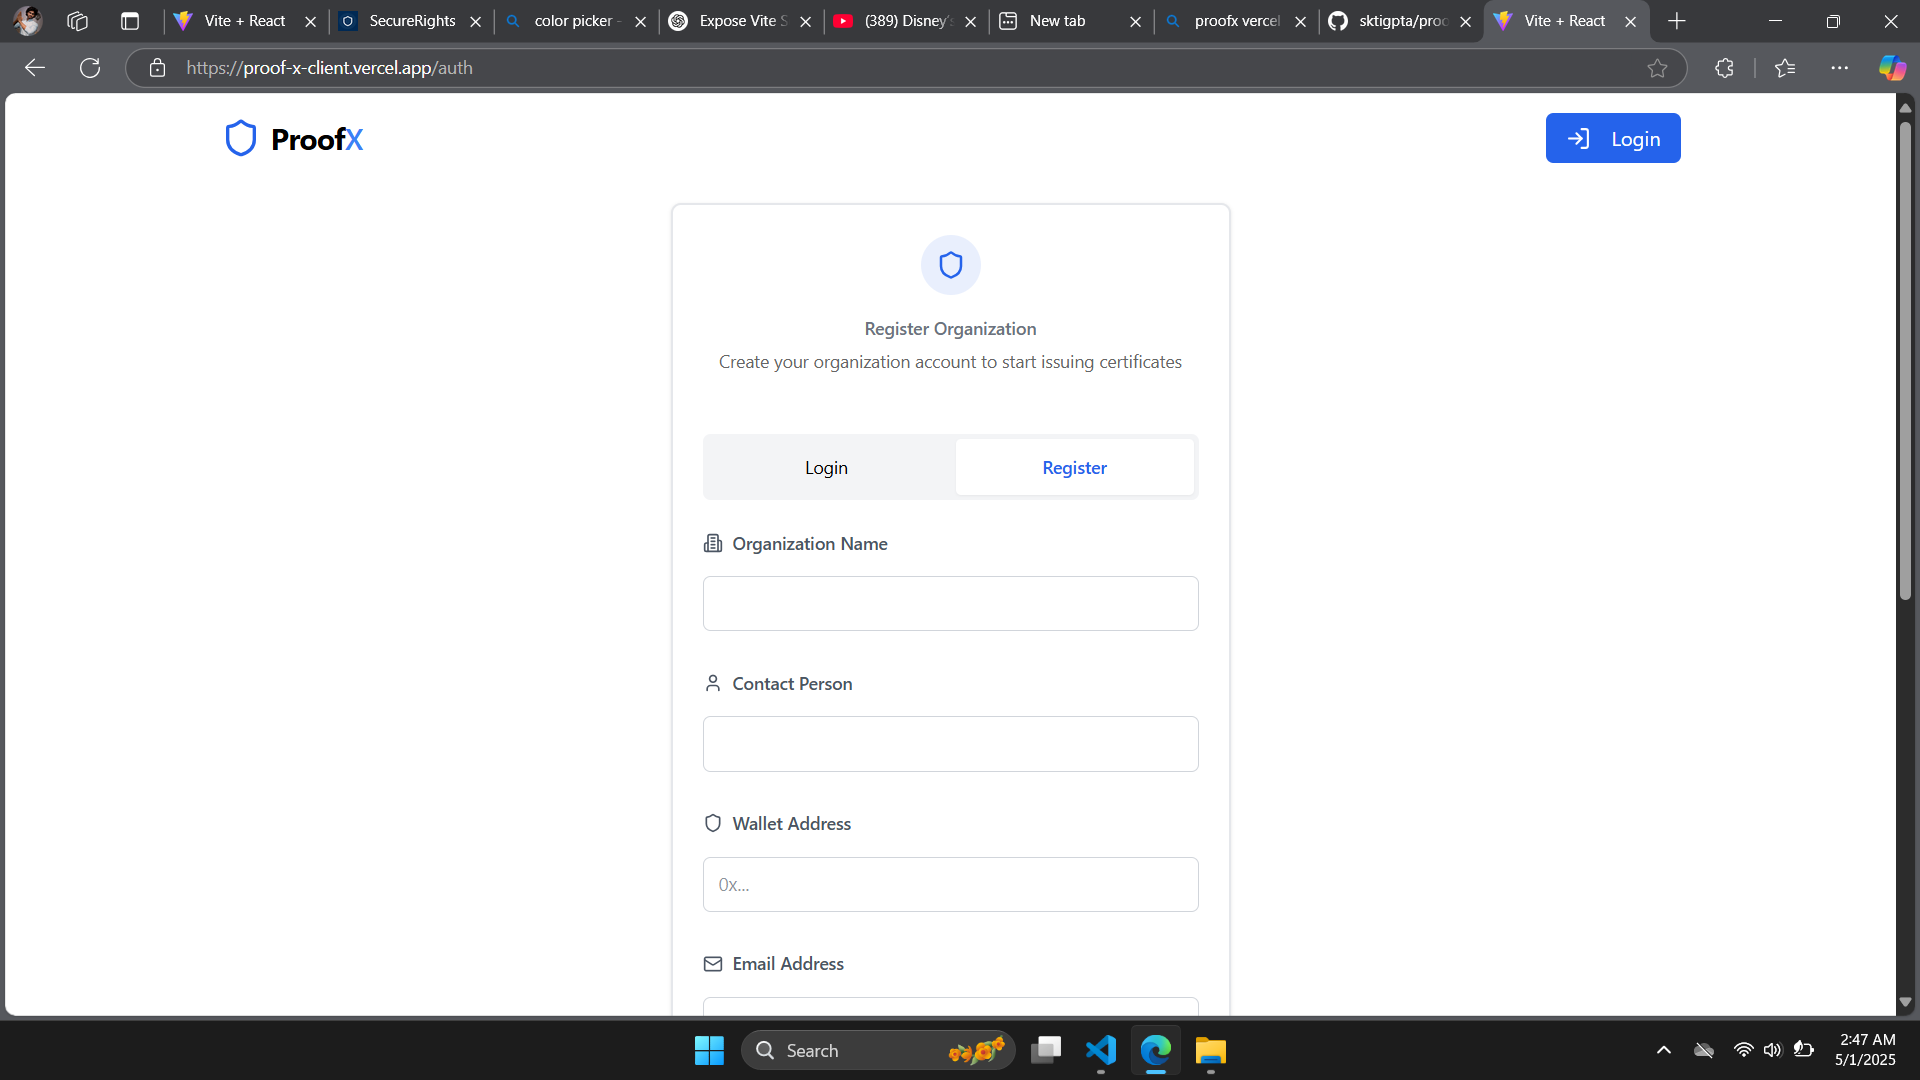 Vite + React
SecureRights
color picker -
Expose Vite S
(389) Disney's
New tab
proofx vercel
sktigpta/proo
Vite + React
https://proof-x-client.vercel.app/auth
ProofX
Login
Register Organization
Create your organization account to start issuing certificates
Login
Register
Organization Name
Contact Person
Wallet Address
0x...
Email Address
Search
2:47 AM
5/1/2025